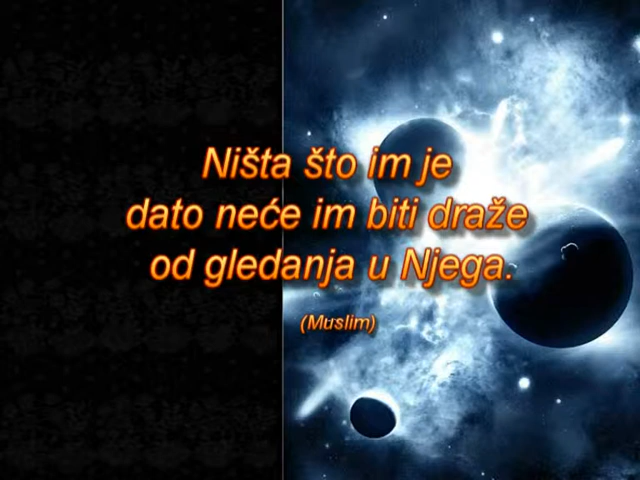 Ništa što im je
dato neće im biti draže
od gledanja u Njega.
(Muslim)